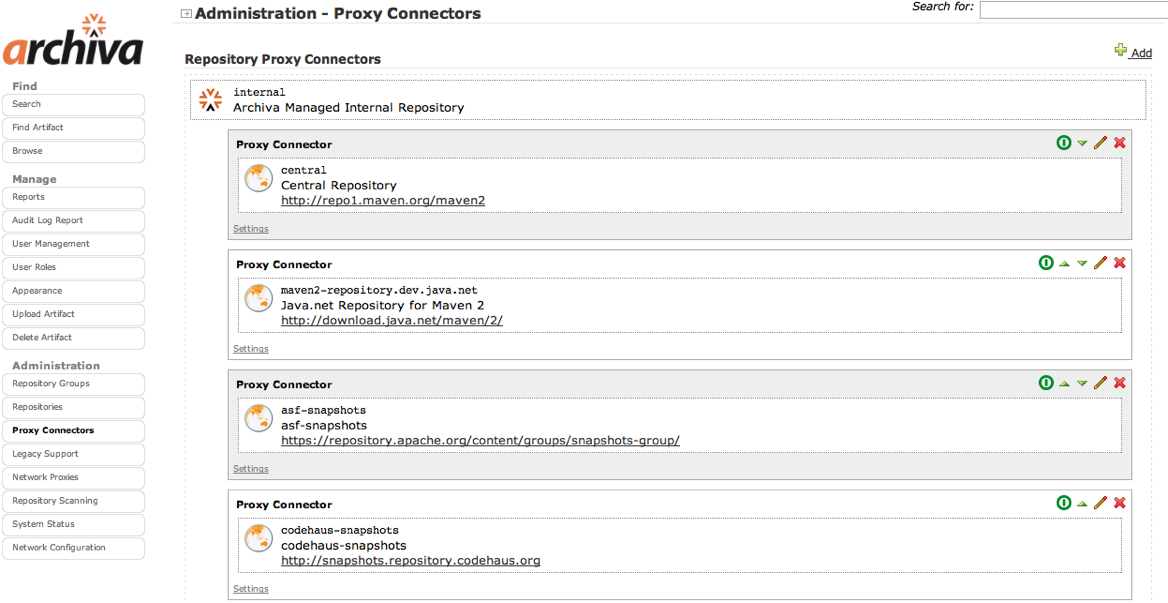 archiva
Find
Search
Find Artifact
Browse
Manage
Reports
Audit Log Report
User Management
User Roles
Appearance
Upload Artifact
Delete Artifact
Administration
Repository Groups
Repositories
Proxy Connectors
Legacy Support
Network Proxies
Repository Scanning
System Status
Network Configuration
Administration - Proxy Connectors
Search for:
Repository Proxy Connectors
Add
internal
Archiva Managed Internal Repository
Proxy Connector
central
Central Repository
http://repo1.maven.org/maven2
Settings
Proxy Connector
maven2-repository.dev.java.net
Java.net Repository for Maven 2
http://download.java.net/maven/2/
Settings
Proxy Connector
asf-snapshots
asf-snapshots
https://repository.apache.org/content/groups/snapshots-group/
Settings
Proxy Connector
codehaus-snapshots
codehaus-snapshots
http://snapshots.repository.codehaus.org
Settings